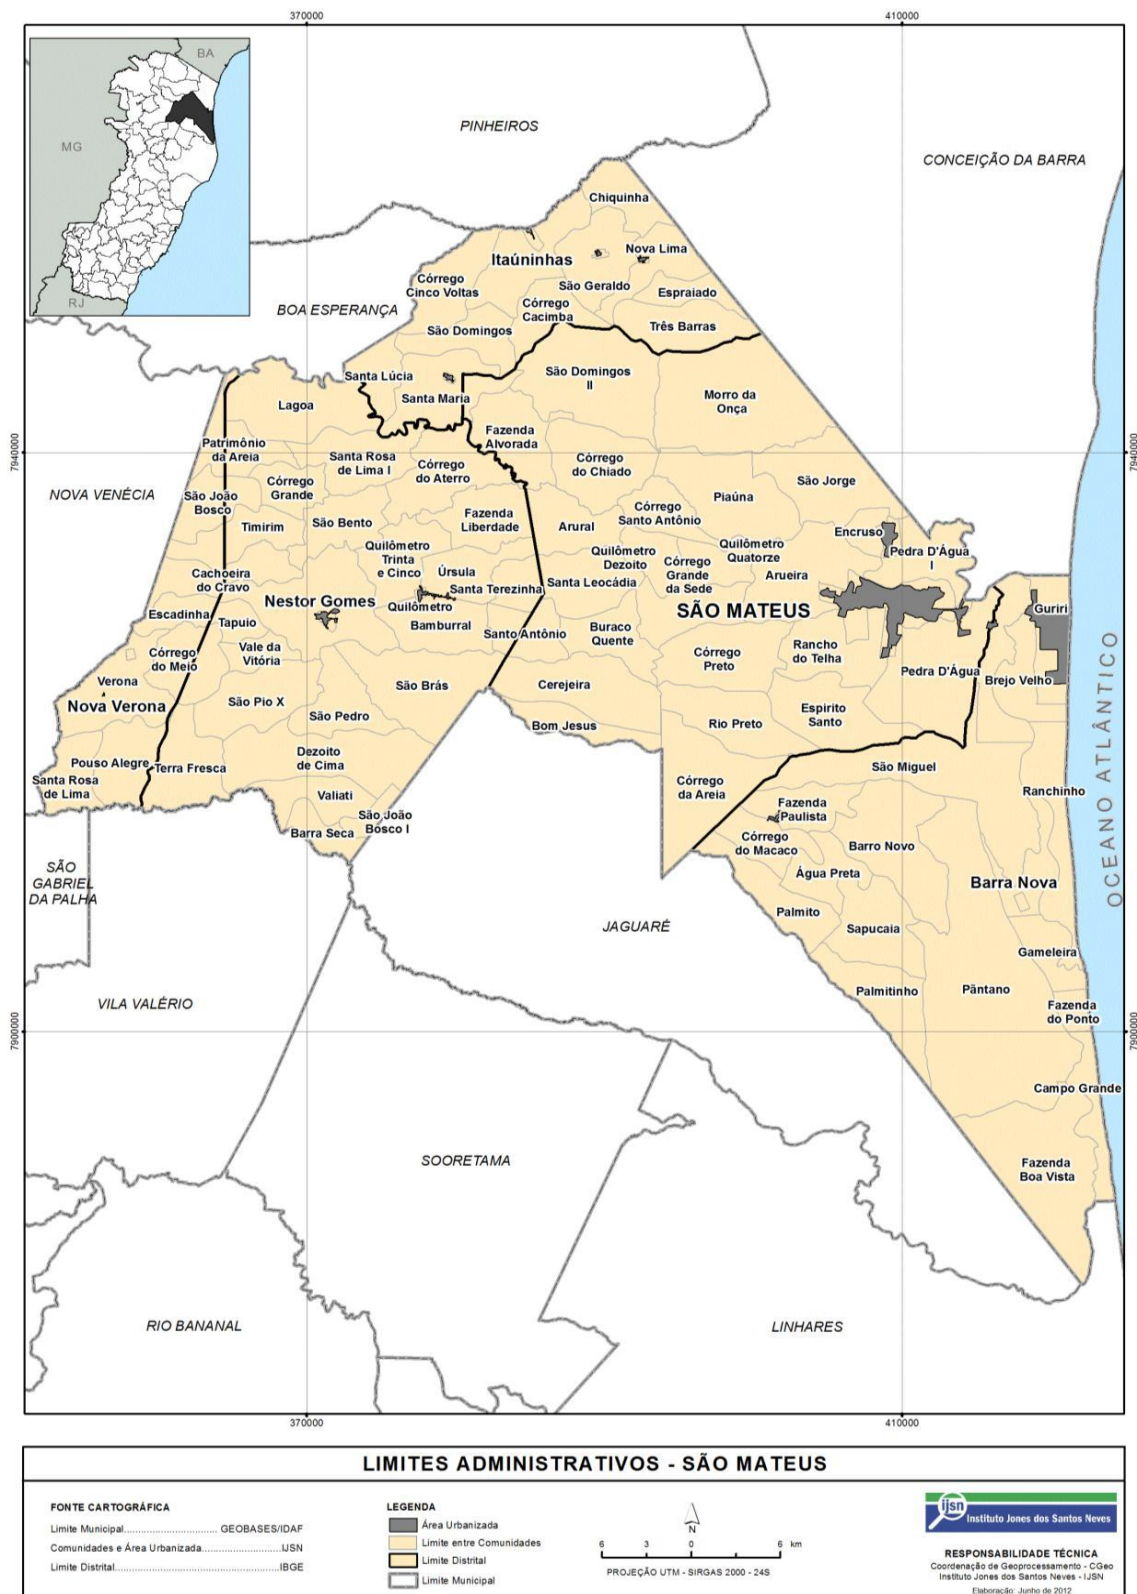 370000
410000
BA
MG
RJ
PINHEIROS
CONCEIÇÃO DA BARRA
Chiquinha
Nova Lima
Itaúninhas
Córrego
Cinco Voltas
São Geraldo
Espraiado
Córrego
Cacimba
BOA ESPERANÇA
São Domingos
Três Barras
Santa Lúcia
São Domingos
II
Santa Maria
Morro da
Onça
Lagoa
Fazenda
Alvorada
7940000
7940000
Patrimônio
da Areia
Santa Rosa
de Lima I
Córrego
do Aterro
Córrego
do Chiado
NOVA VENÉCIA
São João
Bosco
Córrego
Grande
São Jorge
Piaúna
Timirim
São Bento
Fazenda
Liberdade
Arural
Córrego
Santo Antônio
Encruso
Quilômetro
Trinta
e Cinco
Quilômetro
Dezoito
Quilômetro
Quatorze
Pedra D'Água
I
Cachoeira
do Cravo
Úrsula
Santa Terezinha
Santa Leocádia
Córrego
Grande
da Sede
Arueira
Nestor Gomes
Quilômetro
SÃO MATEUS
Guriri
Escadinha
Tapuio
Bamburral
Santo Antônio
Buraco
Quente
Córrego
do Meio
Vale da
Vitória
Córrego
Preto
Rancho
do Telha
Verona
São Brás
Cerejeira
Pedra D'Água
Brejo Velho
Nova Verona
São Pio X
São Pedro
Bom Jesus
Rio Preto
Espirito
Santo
OCEANO ATLÂNTICO
Pouso Alegre
Terra Fresca
Dezoito
de Cima
São Miguel
Santa Rosa
de Lima
Valiati
Córrego
da Areia
Ranchinho
São João
Bosco I
Fazenda
Paulista
Barra Seca
Córrego
do Macaco
Barro Novo
SÃO
GABRIEL
DA PALHA
Água Preta
Barra Nova
Palmito
Sapucaia
JAGUARÉ
Gameleira
VILA VALÉRIO
Palmitinho
Pântano
Fazenda
do Ponto
7900000
7900000
Campo Grande
SOORETAMA
Fazenda
Boa Vista
RIO BANANAL
LINHARES
370000
410000
LIMITES ADMINISTRATIVOS - SÃO MATEUS
FONTE CARTOGRÁFICA
Limite Municipal............................ GEOBASES/IDAF
Comunidades e Área Urbanizada........................IJSN
Limite Distrital..................................................IBGE
LEGENDA
Área Urbanizada
Limite entre Comunidades
Limite Distrital
Limite Municipal
N
6 3 0 6 km
PROJEÇÃO UTM - SIRGAS 2000 - 24S
ijsn Instituto Jones dos Santos Neves
RESPONSABILIDADE TÉCNICA
Coordenação de Geoprocessamento - CGeo
Instituto Jones dos Santos Neves - IJSN
Elaboração: Junho de 2012